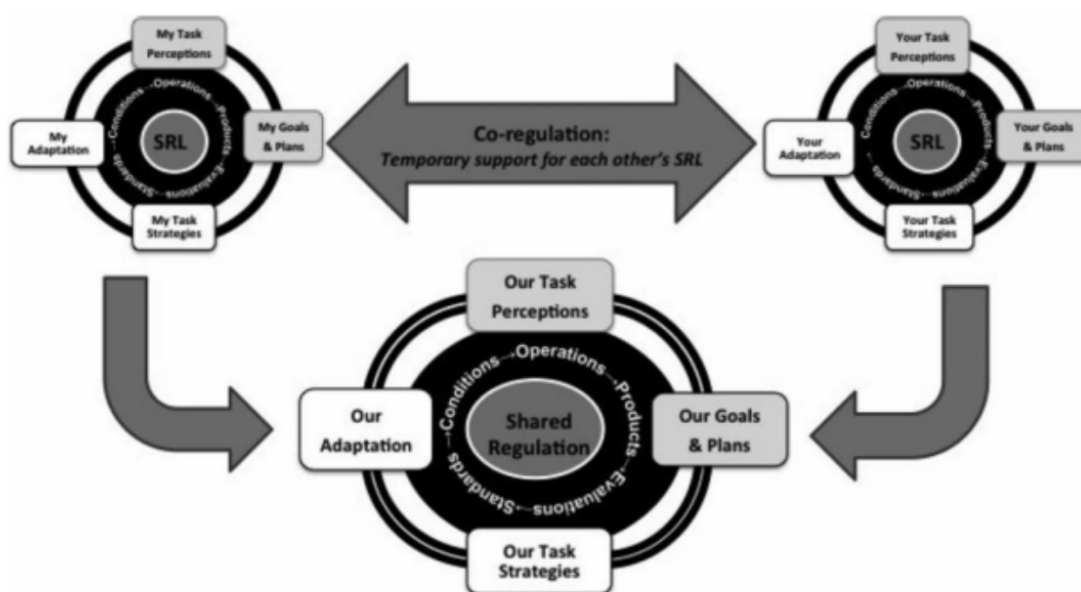 My Task
Perceptions
My Adaptation
SRL
Conditions→Operations→Products→Evaluations→Standards→
My Goals
& Plans
My Task
Strategies
Co-regulation:
Temporary support for each other's SRL
Your Task
Perceptions
Your
Adaptation
SRL
Conditions→Operations→Products→Evaluations→Standards→
Your Goals
& Plans
Your Task
Strategies
Our Task
Perceptions
Our
Adaptation
Conditions→Operations→Products→Evaluations→Standards→
Shared
Regulation
Our Goals
& Plans
Our Task
Strategies